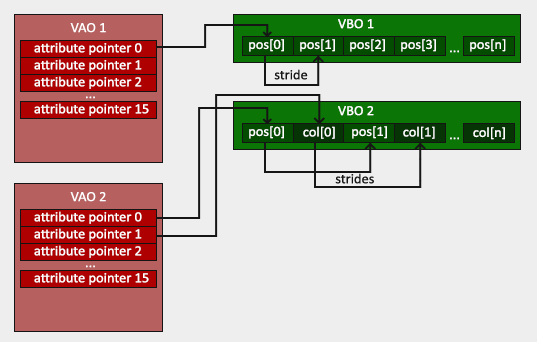 VAO 1
attribute pointer 0
attribute pointer 1
attribute pointer 2
...
attribute pointer 15
VBO 1
pos[0] pos[1] pos[2] pos[3] ... pos[n]
stride
VBO 2
pos[0] col[0] pos[1] col[1] ... col[n]
strides
VAO 2
attribute pointer 0
attribute pointer 1
attribute pointer 2
...
attribute pointer 15